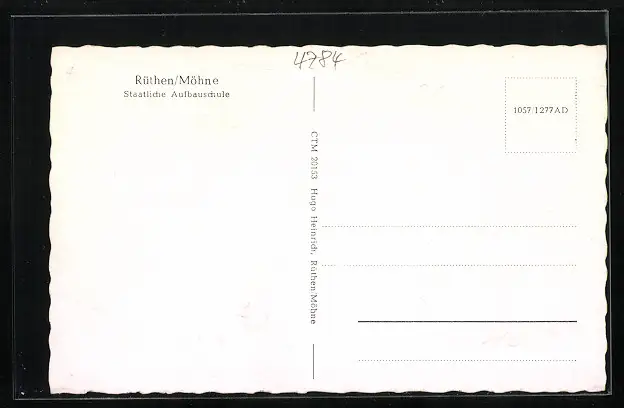 4784
Rüthen/Möhne
Staatliche Aufbauschule
1057/1277AD
CTM 20153 Hugo Heinrich, Rüthen/Möhne